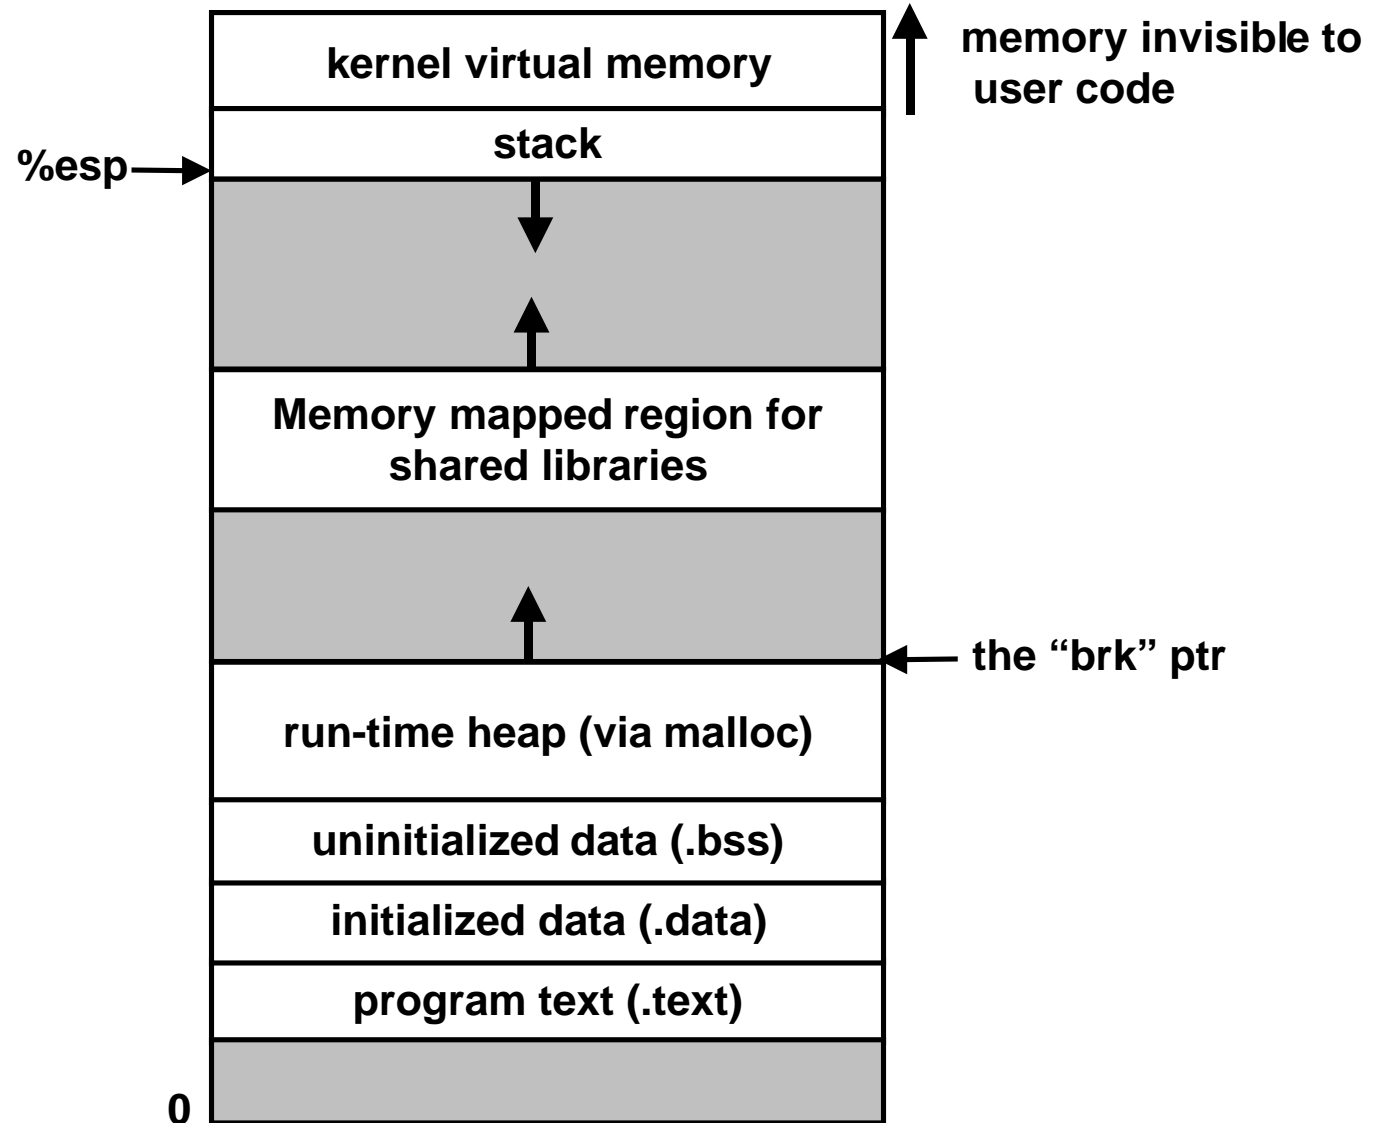 kernel virtual memory
memory invisible to
user code
stack
%esp
Memory mapped region for
shared libraries
the “brk” ptr
run-time heap (via malloc)
uninitialized data (.bss)
initialized data (.data)
program text (.text)
0